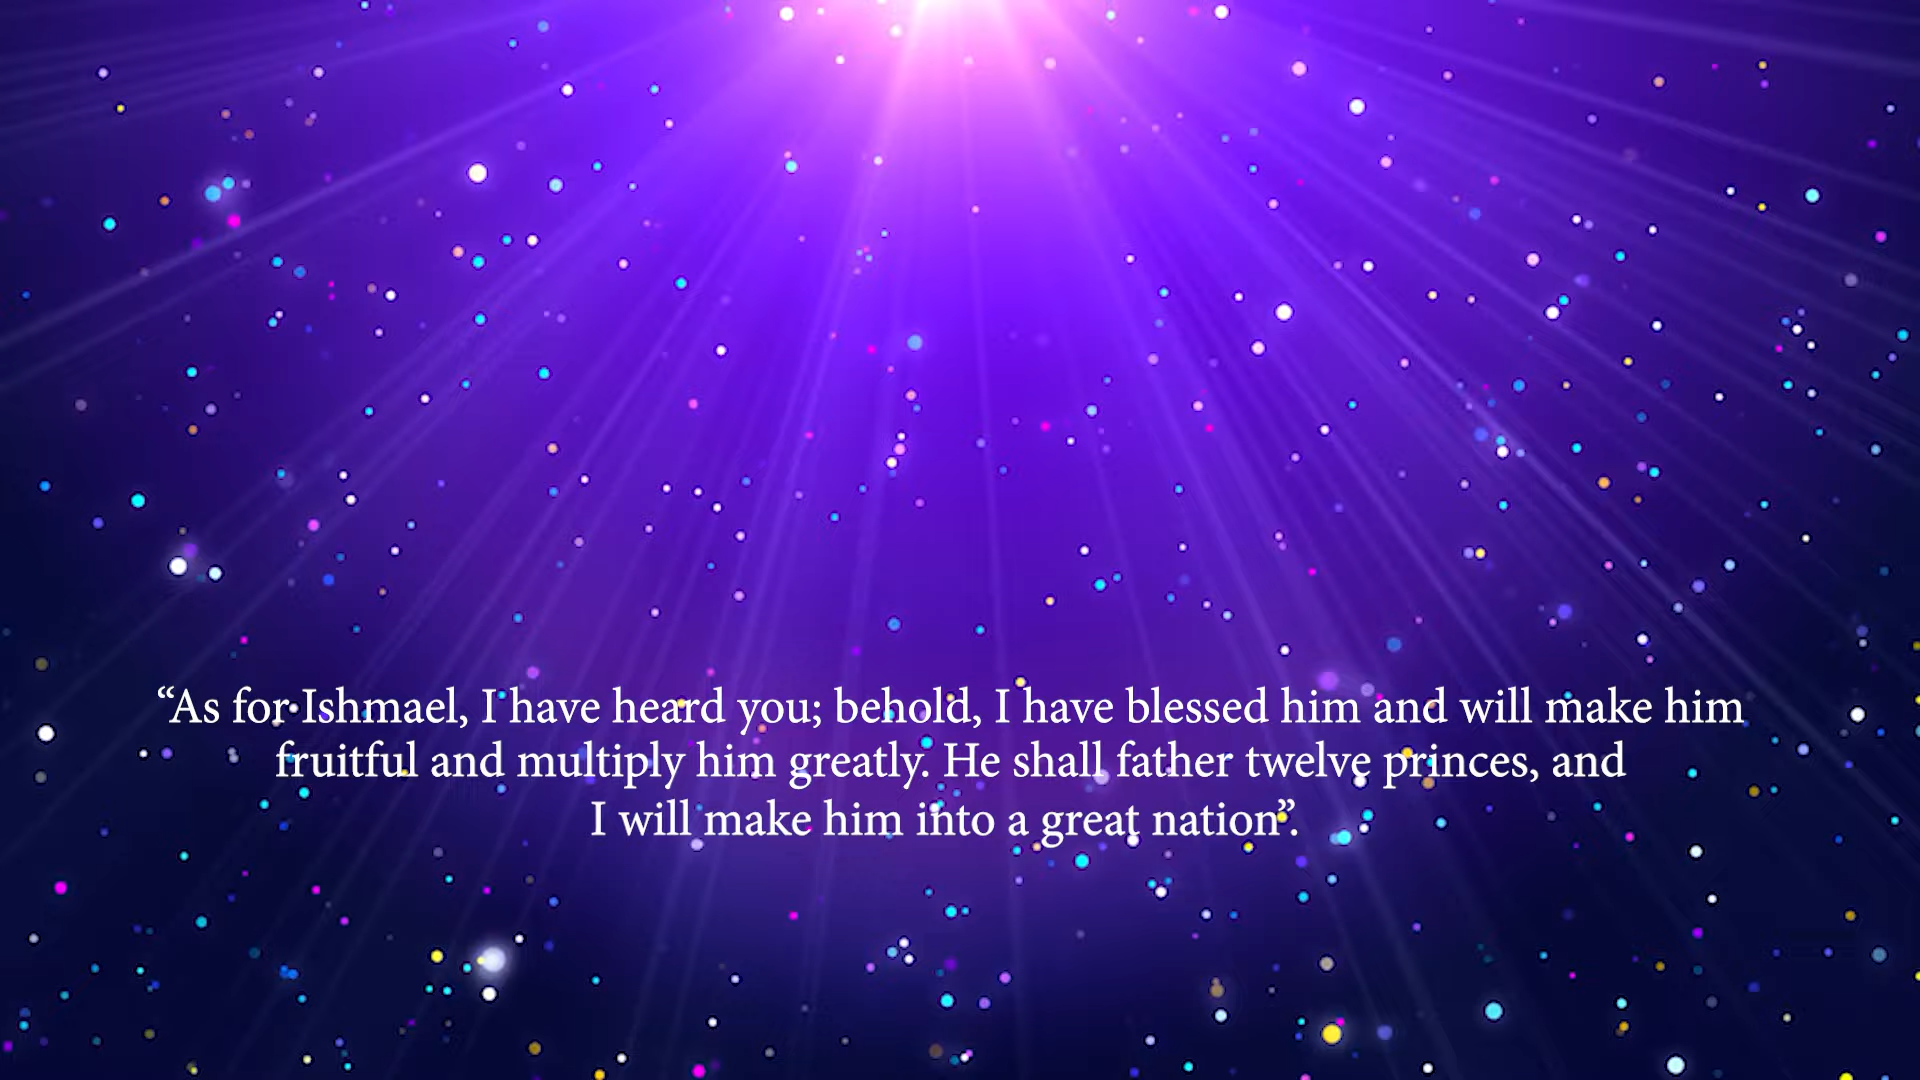 “As for Ishmael, I have heard you; behold, I have blessed him and will make him
fruitful and multiply him greatly. He shall father twelve princes, and
I will make him into a great nation”.